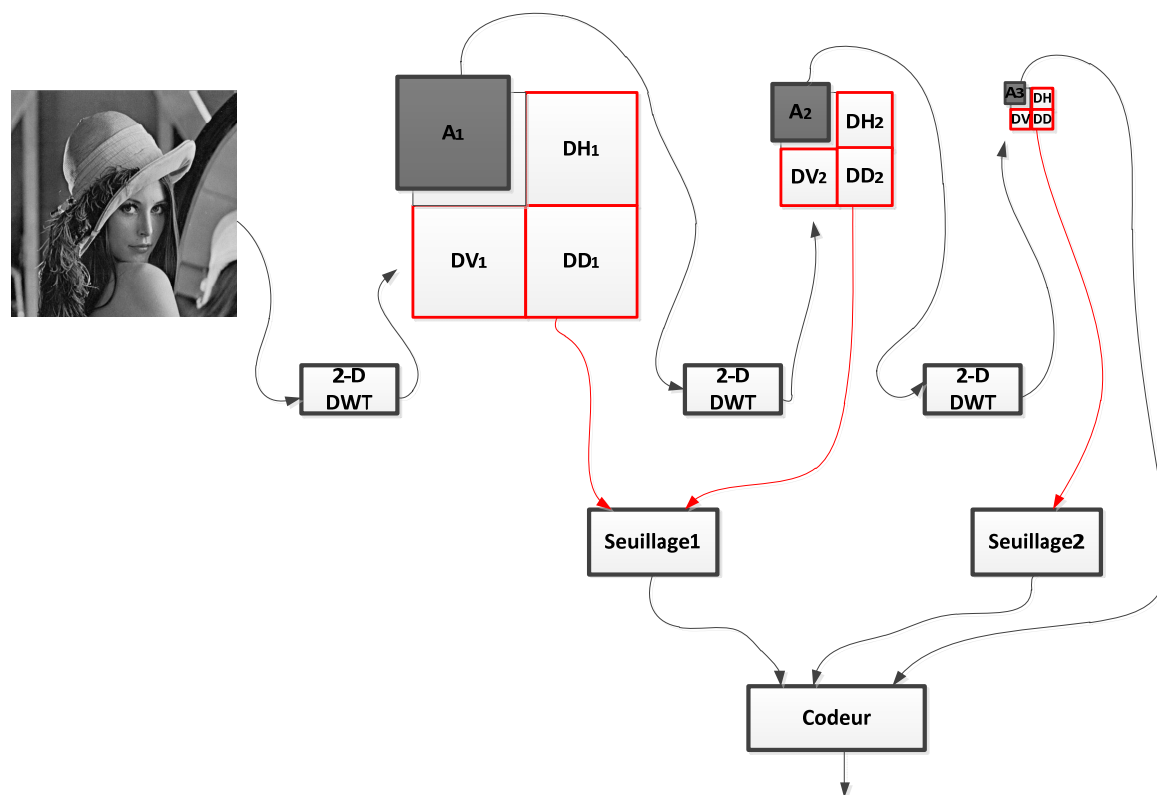 A1
DH1
DV1
DD1
A2
DH2
DV2
DD2
A3
DH
DV
DD
2-D
DWT
2-D
DWT
2-D
DWT
Seuillage1
Seuillage2
Codeur